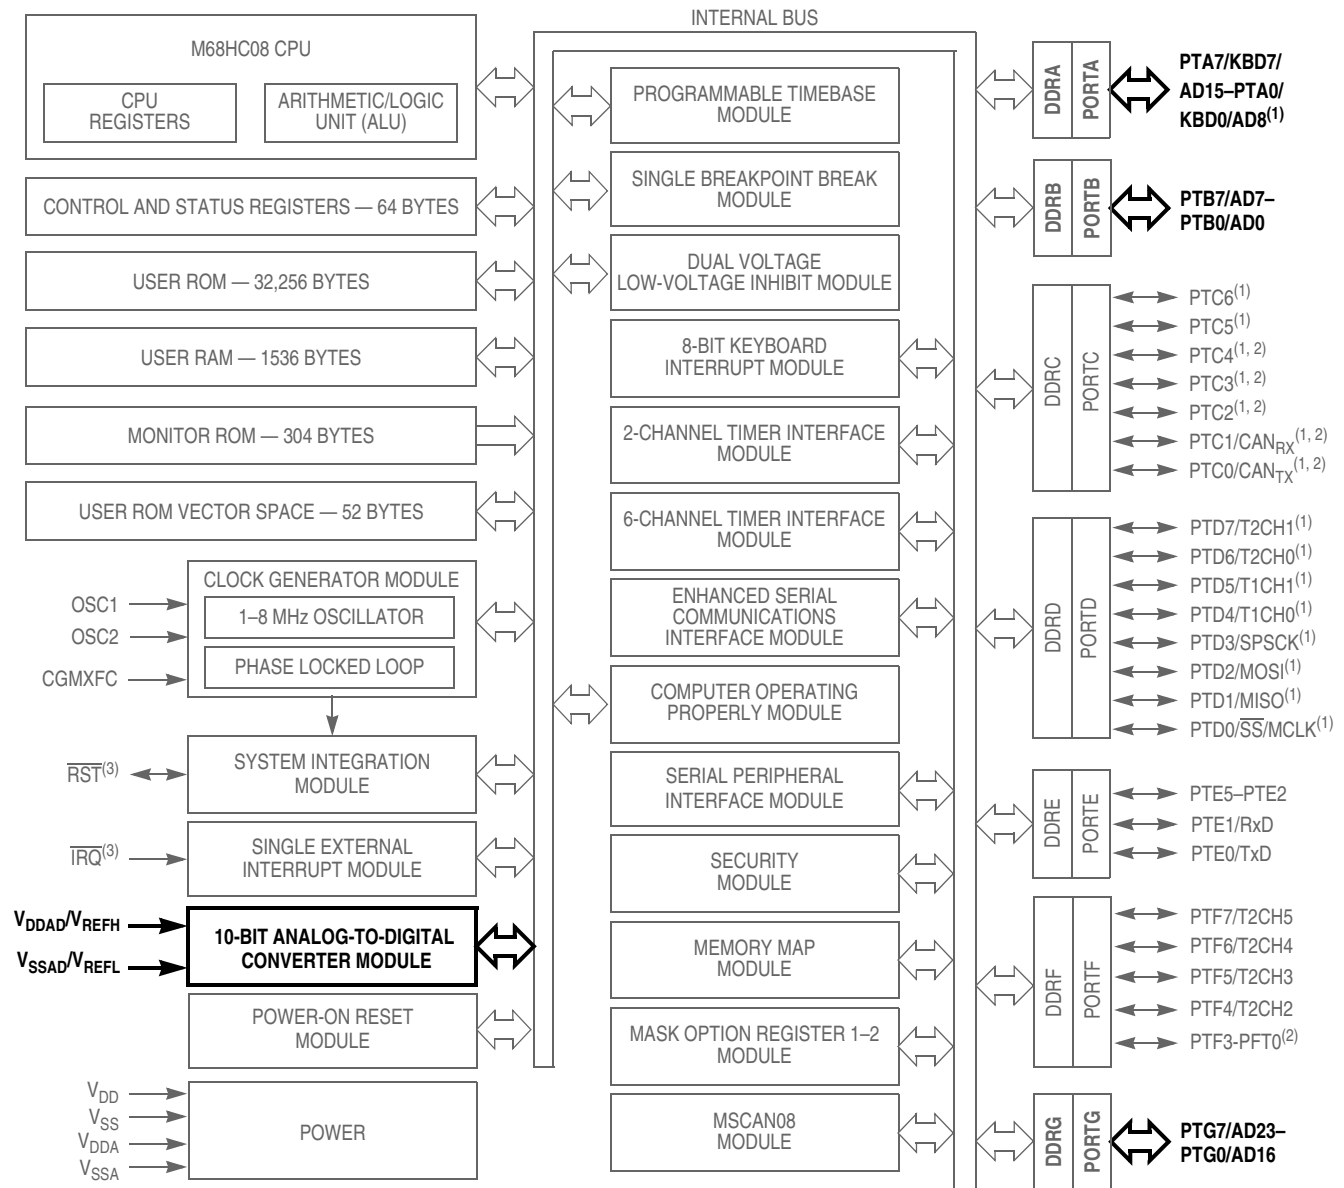 INTERNAL BUS
M68HC08 CPU
CPU
REGISTERS
ARITHMETIC/LOGIC
UNIT (ALU)
CONTROL AND STATUS REGISTERS — 64 BYTES
USER ROM — 32,256 BYTES
USER RAM — 1536 BYTES
MONITOR ROM — 304 BYTES
USER ROM VECTOR SPACE — 52 BYTES
CLOCK GENERATOR MODULE
1–8 MHz OSCILLATOR
PHASE LOCKED LOOP
OSC1
OSC2
CGMXFC
SYSTEM INTEGRATION
MODULE
RST(3)
SINGLE EXTERNAL
INTERRUPT MODULE
IRQ(3)
VDDAD/VREFH
VSSAD/VREFL
10-BIT ANALOG-TO-DIGITAL
CONVERTER MODULE
POWER-ON RESET
MODULE
VDD
VSS
VDDA
VSSA
POWER
PROGRAMMABLE TIMEBASE
MODULE
SINGLE BREAKPOINT BREAK
MODULE
DUAL VOLTAGE
LOW-VOLTAGE INHIBIT MODULE
8-BIT KEYBOARD
INTERRUPT MODULE
2-CHANNEL TIMER INTERFACE
MODULE
6-CHANNEL TIMER INTERFACE
MODULE
ENHANCED SERIAL
COMMUNICATIONS
INTERFACE MODULE
COMPUTER OPERATING
PROPERLY MODULE
SERIAL PERIPHERAL
INTERFACE MODULE
SECURITY
MODULE
MEMORY MAP
MODULE
MASK OPTION REGISTER 1–2
MODULE
MSCAN08
MODULE
DDRA
PORTA
PTA7/KBD7/
AD15–PTA0/
KBD0/AD8(1)
DDRB
PORTB
PTB7/AD7–
PTB0/AD0
DDRC
PORTC
PTC6(1)
PTC5(1)
PTC4(1, 2)
PTC3(1, 2)
PTC2(1, 2)
PTC1/CANRX(1, 2)
PTC0/CANTX(1, 2)
DDRD
PORTD
PTD7/T2CH1(1)
PTD6/T2CH0(1)
PTD5/T1CH1(1)
PTD4/T1CH0(1)
PTD3/SPSCK(1)
PTD2/MOSI(1)
PTD1/MISO(1)
PTD0/SS/MCLK(1)
DDRE
PORTE
PTE5–PTE2
PTE1/RxD
PTE0/TxD
DDRF
PORTF
PTF7/T2CH5
PTF6/T2CH4
PTF5/T2CH3
PTF4/T2CH2
PTF3-PFT0(2)
DDRG
PORTG
PTG7/AD23–
PTG0/AD16